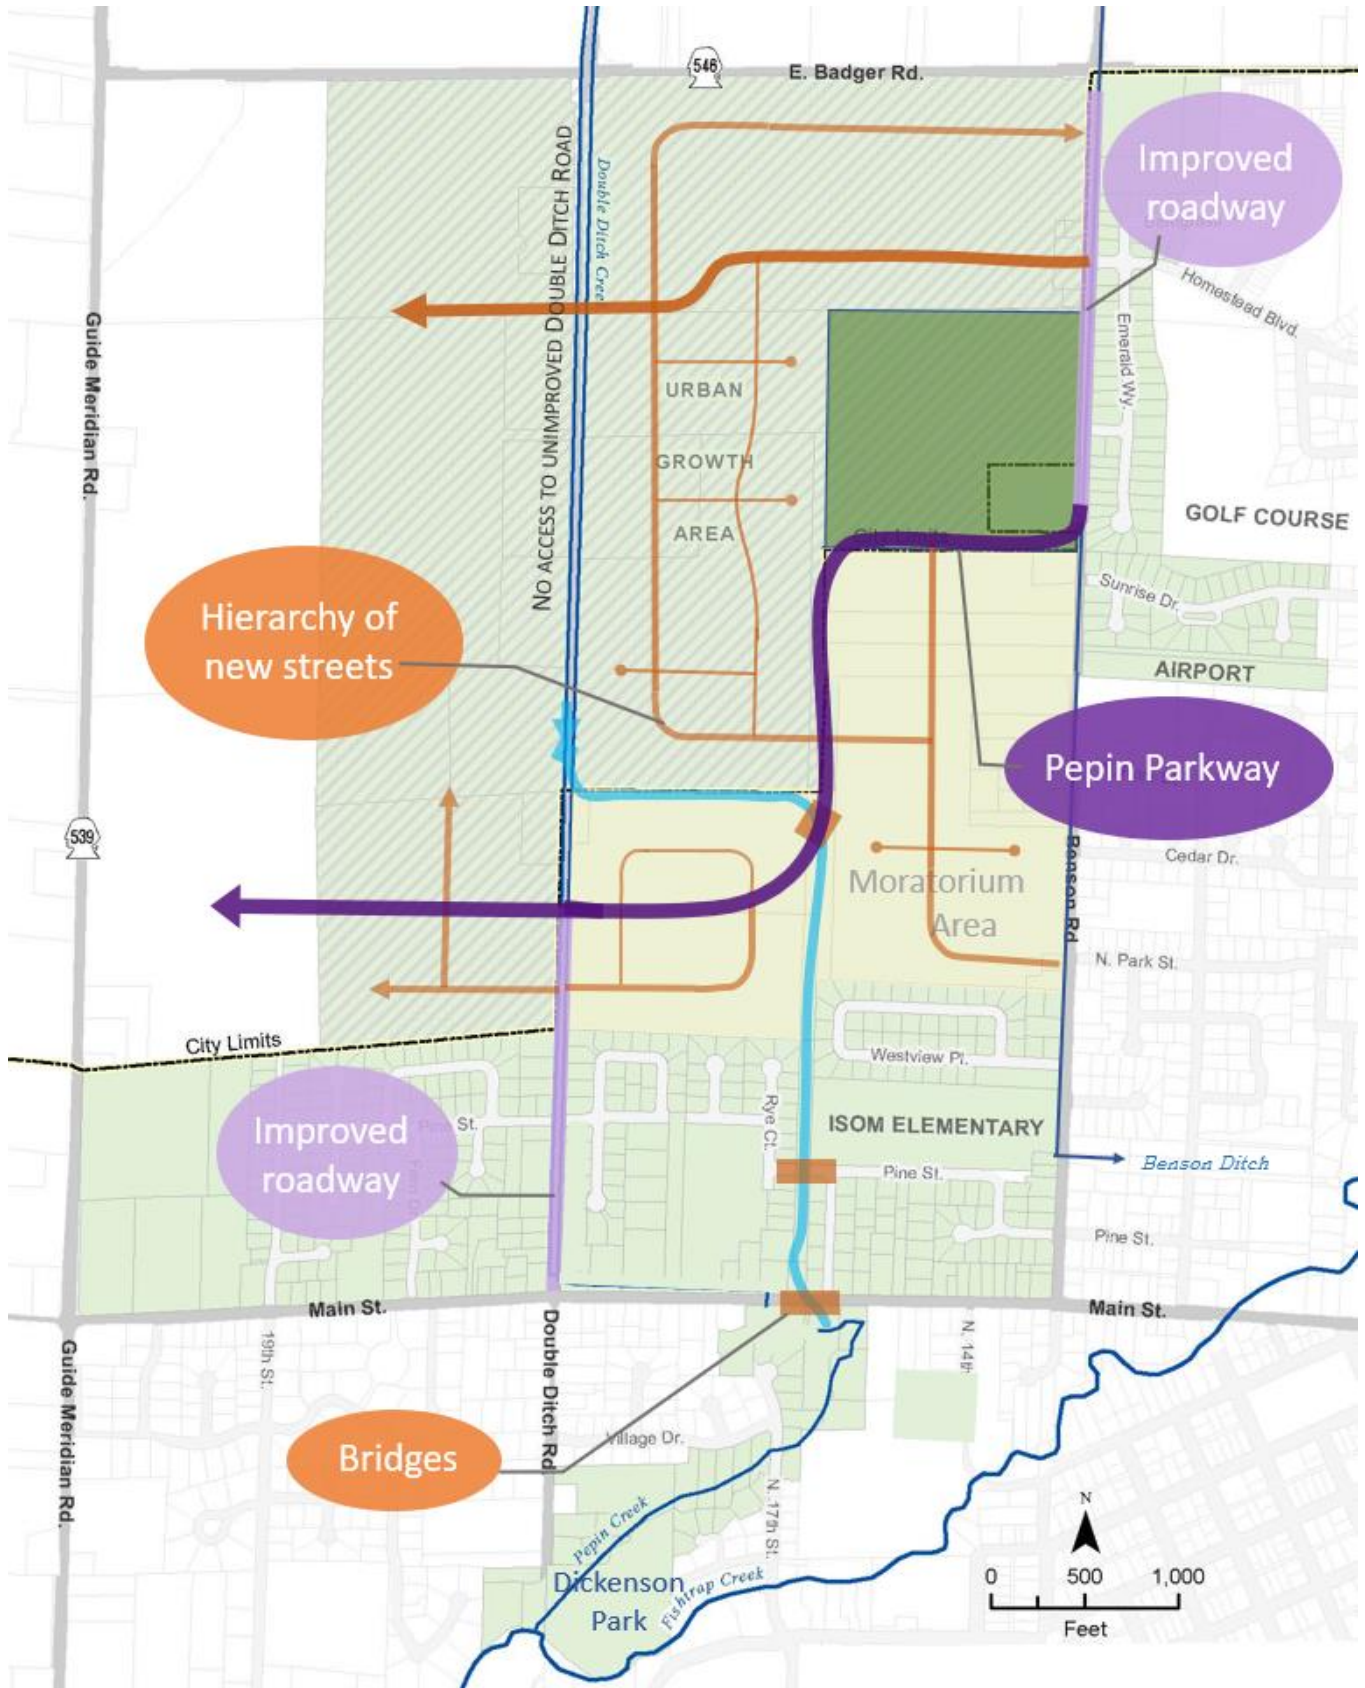 546
E. Badger Rd.
Improved
roadway
NO ACCESS TO UNIMPROVED DOUBLE DITCH ROAD
Double Ditch Cree
Homestead Blvd.
Emerald Wy.
Guide Meridian Rd.
URBAN
GROWTH
AREA
GOLF COURSE
City Limits
Sunrise Dr.
Hierarchy of
new streets
AIRPORT
Pepin Parkway
539
Benson Rd.
Cedar Dr.
Moratorium
Area
N. Park St.
City Limits
Westview Pl.
Rye Ct.
ISOM ELEMENTARY
Improved
roadway
St.
Pine St.
Benson Ditch
Pine St.
Main St.
Main St.
19th St.
Double Ditch Rd.
N. 14th
Guide Meridian Rd.
Village Dr.
Bridges
N. 17th St.
Pepin Creek
Fishtrap Creek
Dickenson
Park
N
0 500 1,000
Feet